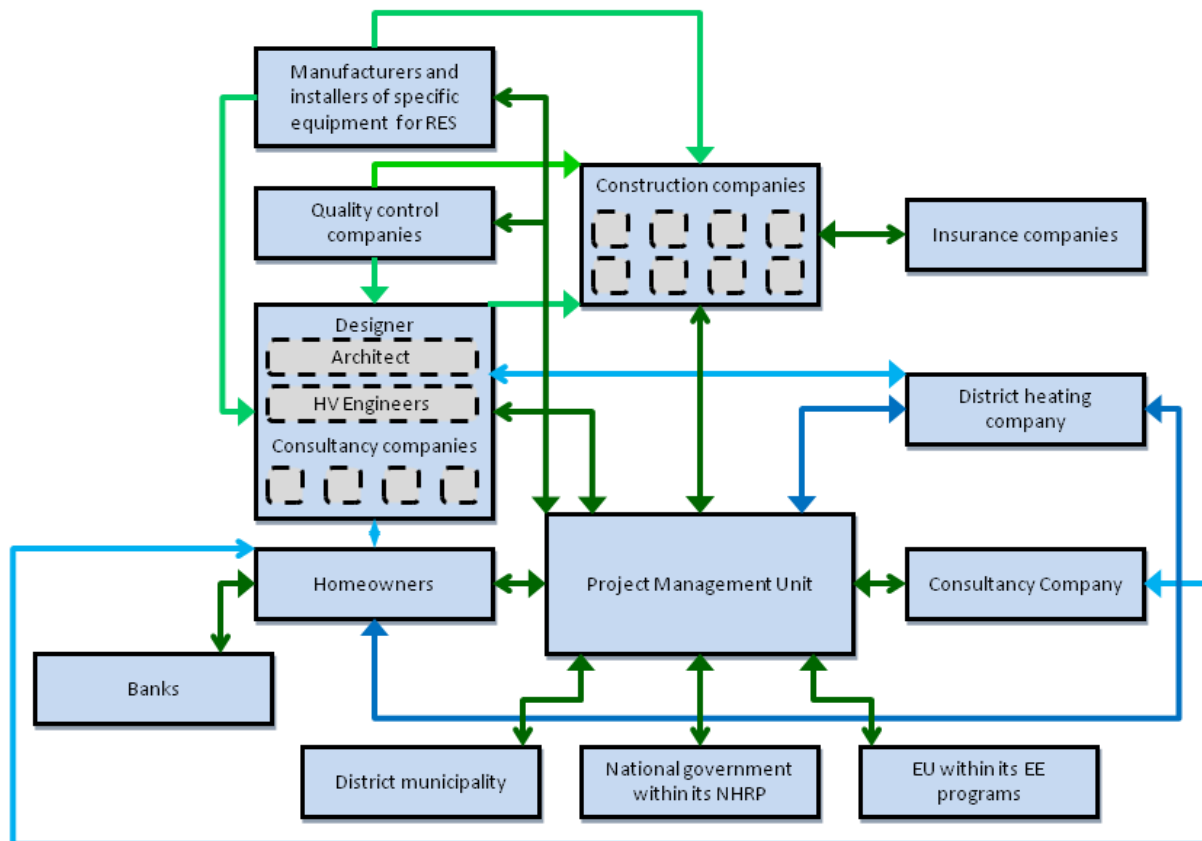 Manufacturers and
installers of specific
equipment for RES
Construction companies
Quality control
companies
Insurance companies
Designer
Architect
HV Engineers
Consultancy companies
District heating
company
Homeowners
Project Management Unit
Consultancy Company
Banks
District municipality
National government
within its NHRP
EU within its EE
programs